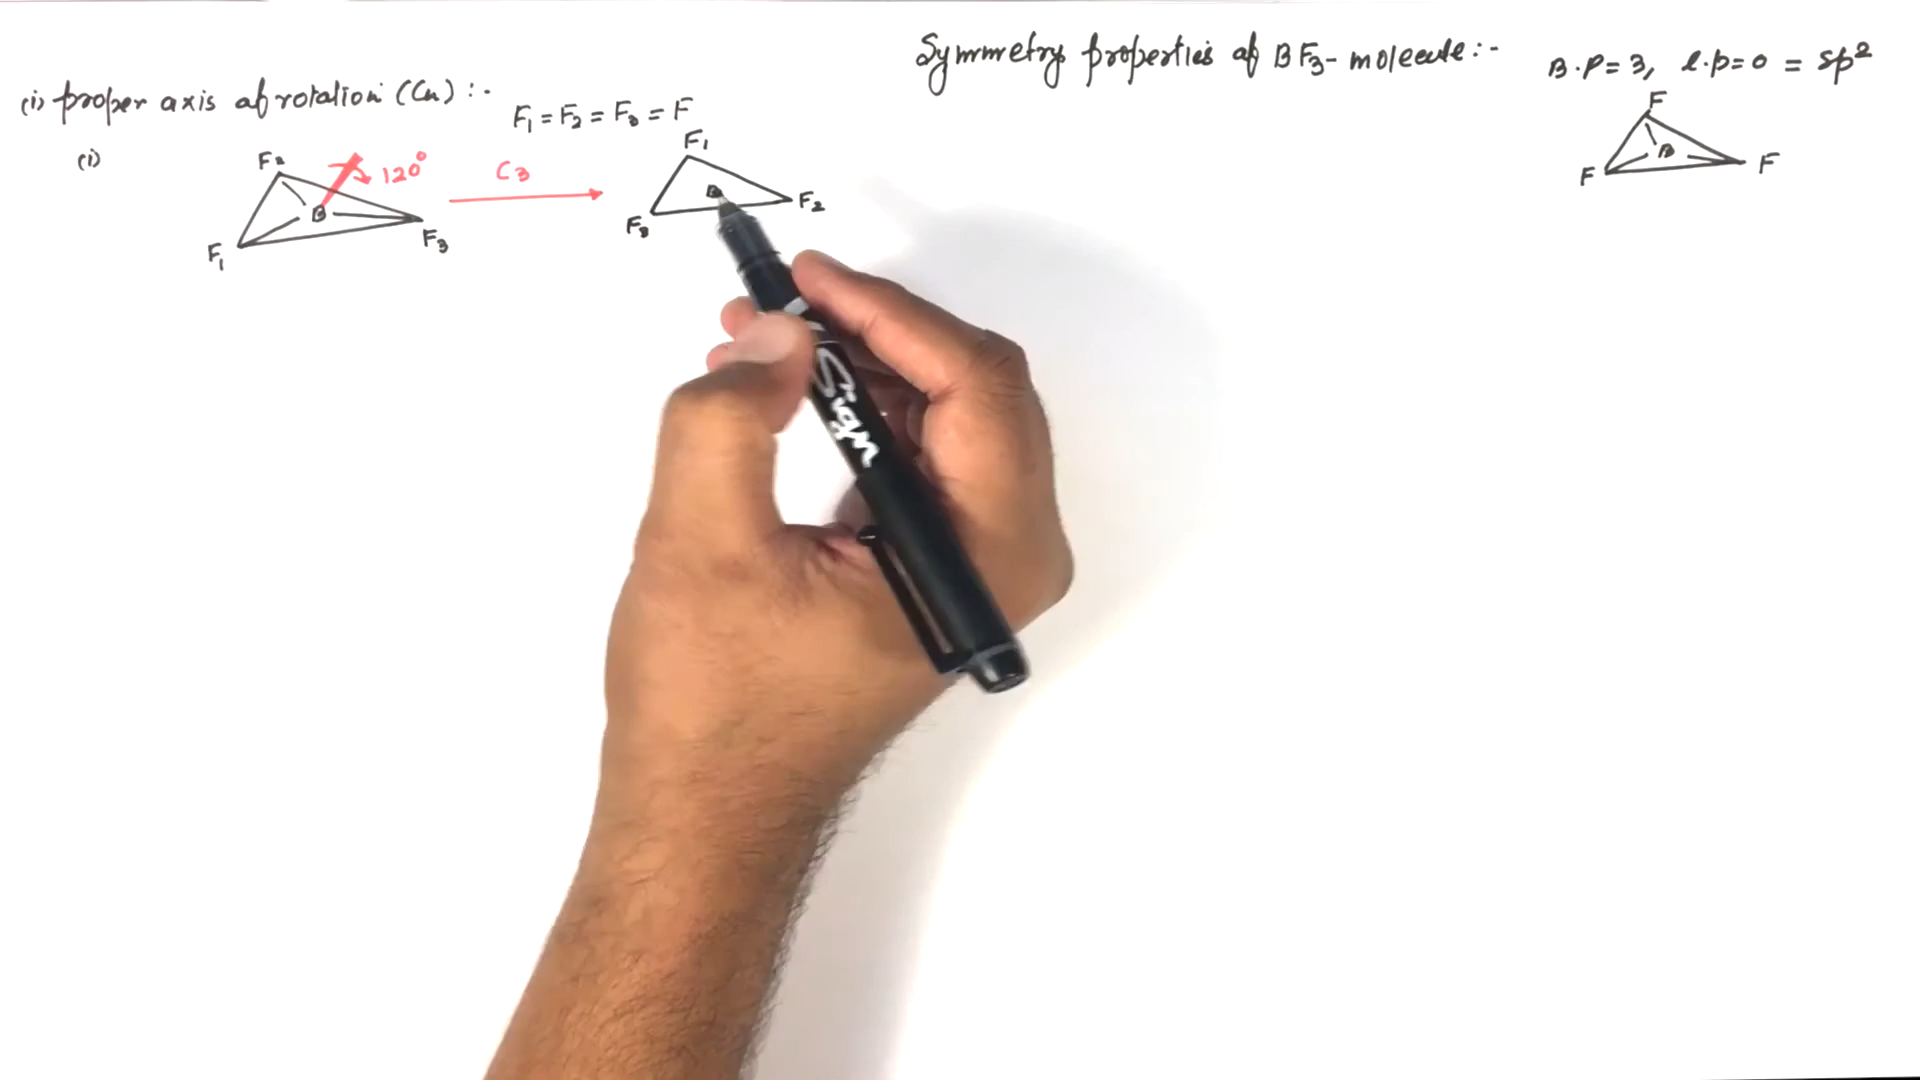 Symmetry properties of BF3- molecule:-
B.P=3, l.p=0 = sp²
F
B
F F
(i) proper axis of rotation (Cn) :-
F1 = F2 = F3 = F
(i)
F2 120° C3 F1
B B
F1 F3 F3 F2